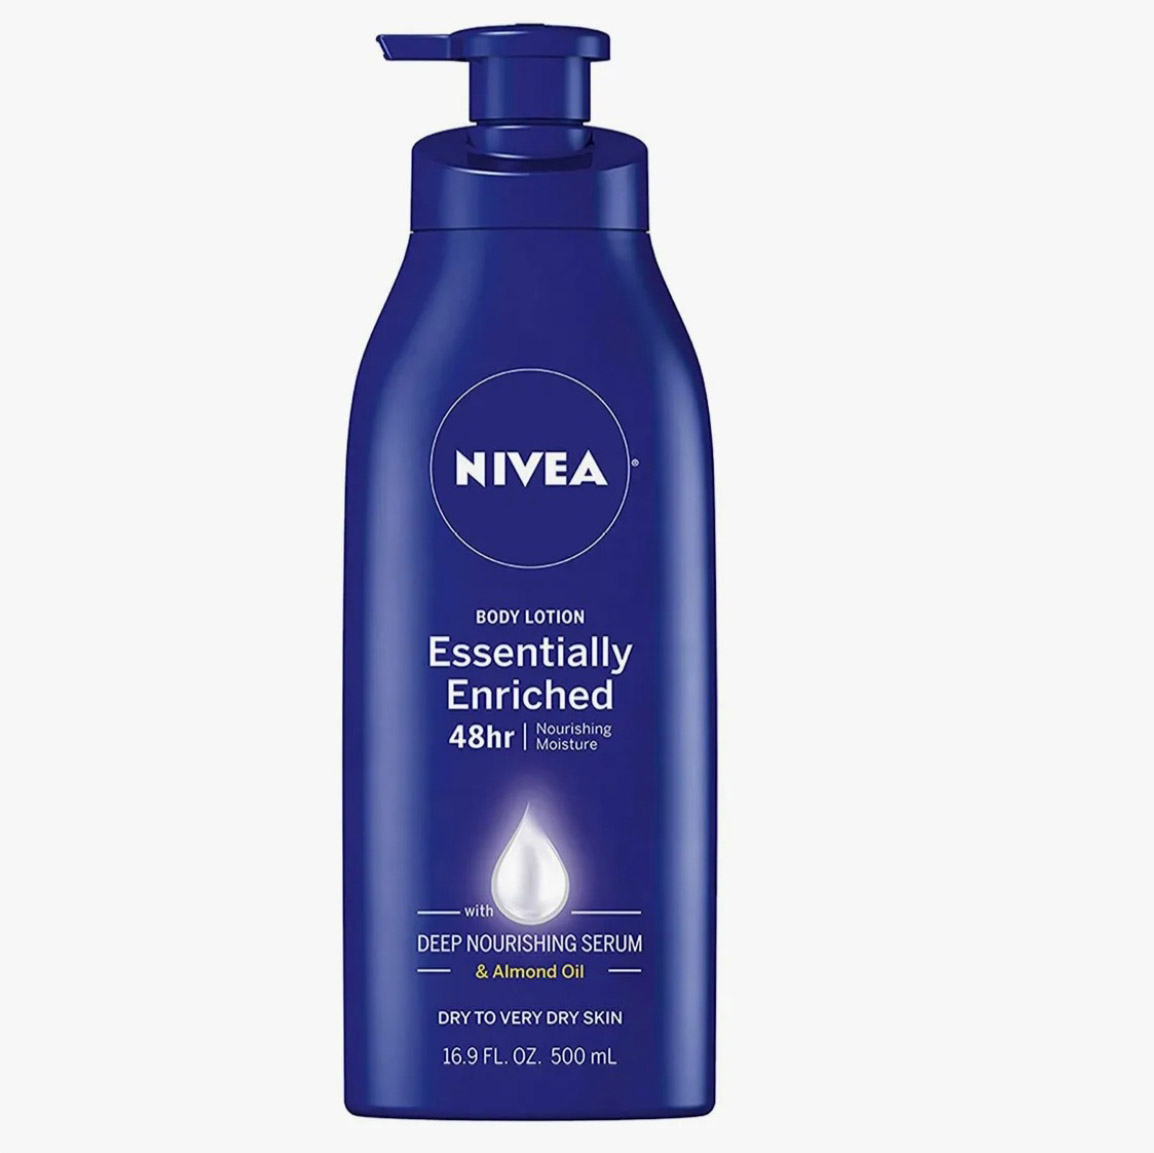 NIVEA®
BODY LOTION
Essentially
Enriched
48hr | Nourishing
Moisture
with
DEEP NOURISHING SERUM
& Almond Oil
DRY TO VERY DRY SKIN
16.9 FL. OZ. 500 mL